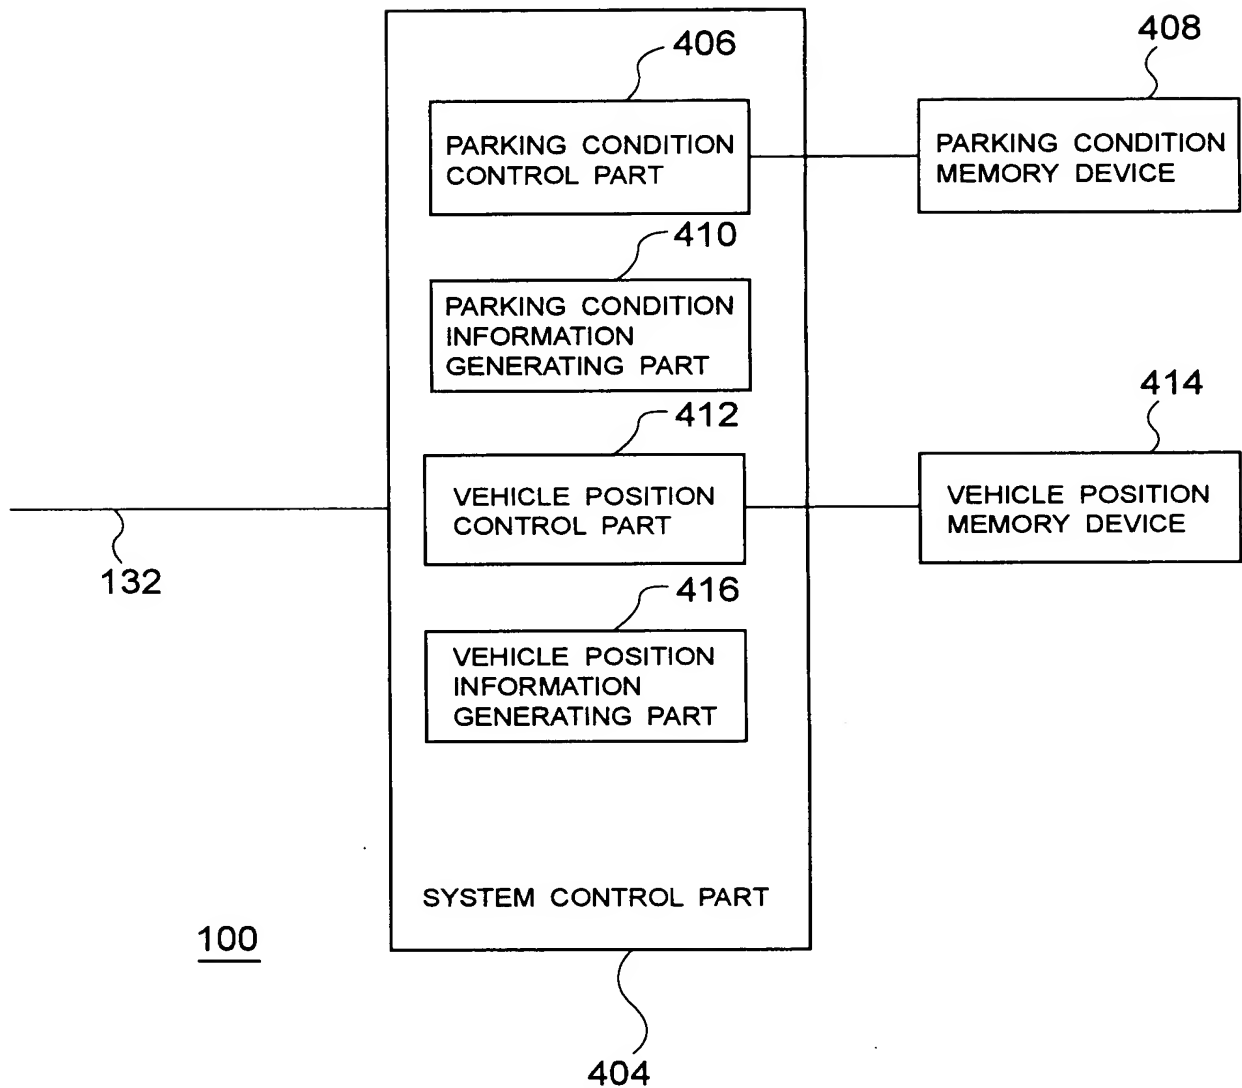 406
408
PARKING CONDITION
CONTROL PART
PARKING CONDITION
MEMORY DEVICE
410
PARKING CONDITION
INFORMATION
GENERATING PART
412
414
VEHICLE POSITION
CONTROL PART
VEHICLE POSITION
MEMORY DEVICE
132
416
VEHICLE POSITION
INFORMATION
GENERATING PART
SYSTEM CONTROL PART
100
404